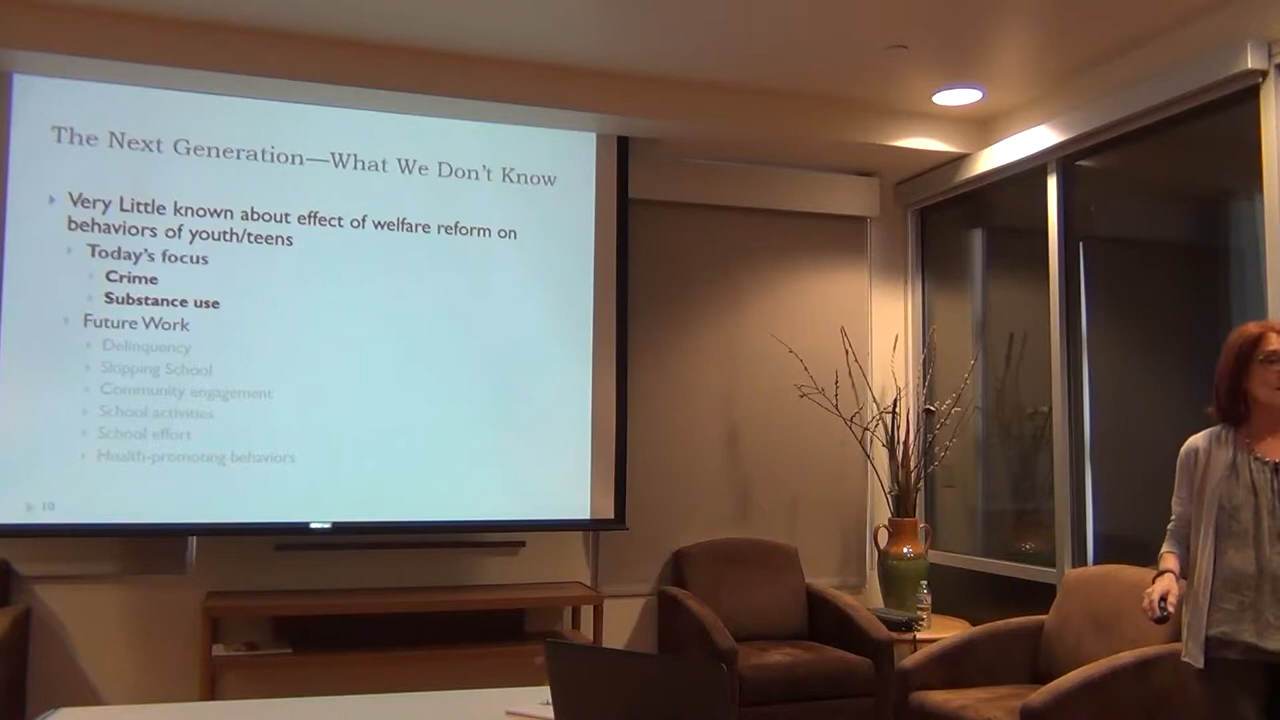 The Next Generation—What We Don't Know
Very Little known about effect of welfare reform on
behaviors of youth/teens
Today's focus
Crime
Substance use
Future Work
Delinquency
Skipping School
Community engagement
School activities
School effort
Health-promoting behaviors
10